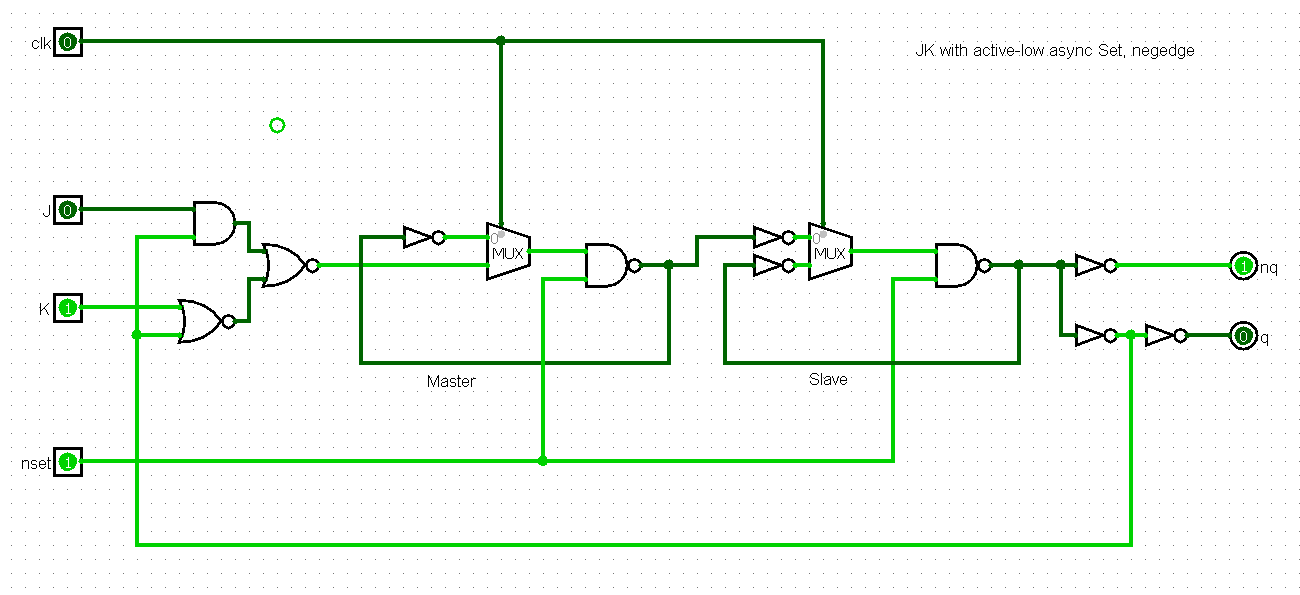 clk 0
JK with active-low async Set, negedge
J 0
0
MUX
0
MUX
1 nq
K 1
0 q
Master
Slave
nset 1